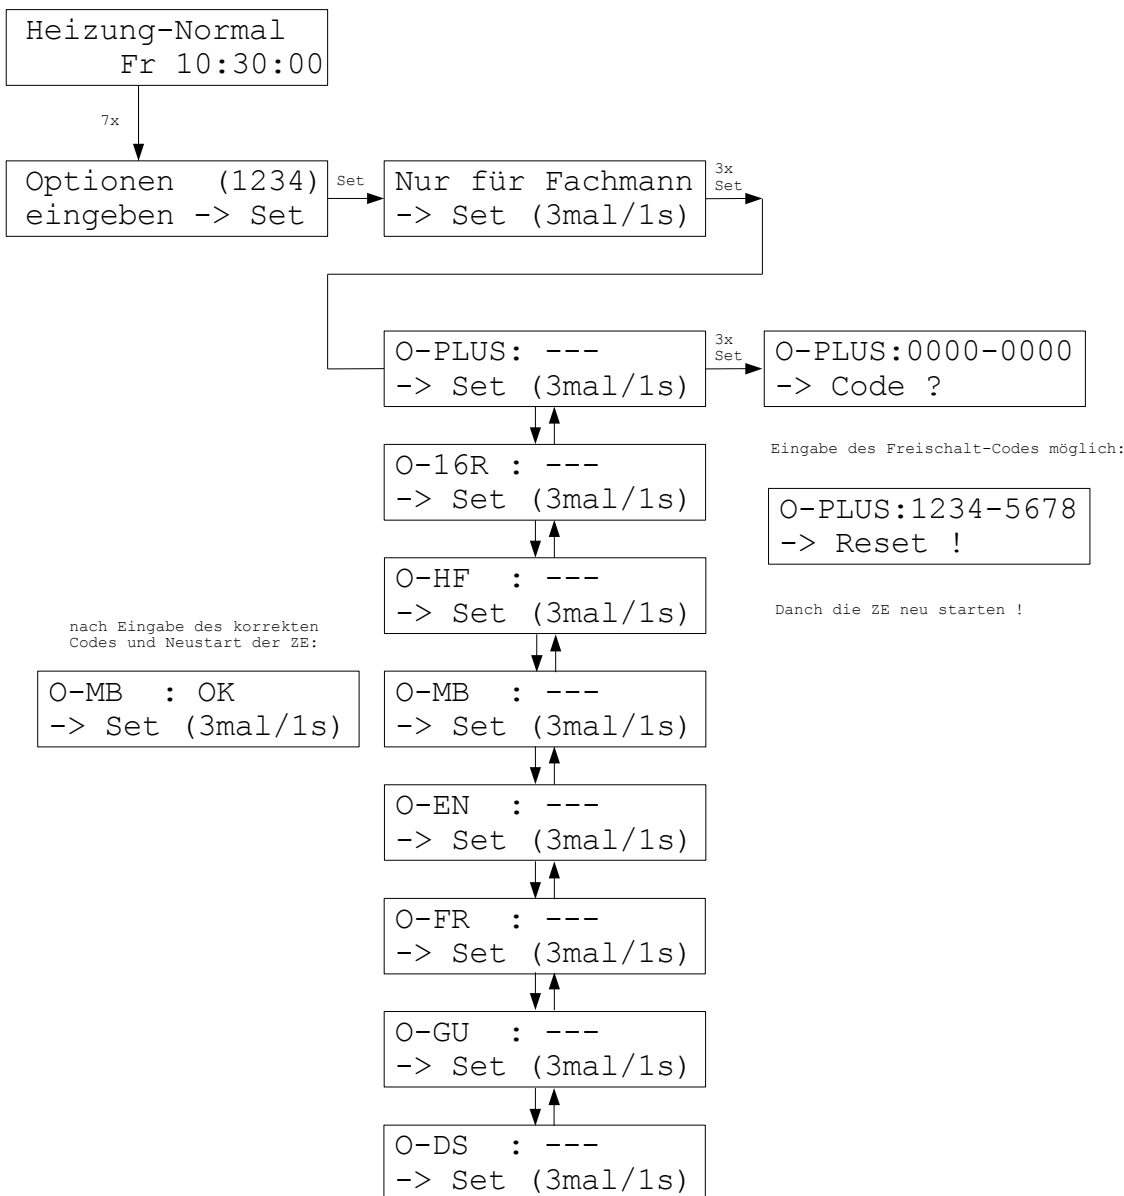 Heizung-Normal
Fr 10:30:00
7x
Optionen (1234)
eingeben -> Set
Set
Nur für Fachmann
-> Set (3mal/1s)
3x
Set
O-PLUS: ---
-> Set (3mal/1s)
3x
Set
O-PLUS:0000-0000
-> Code ?
Eingabe des Freischalt-Codes möglich:
O-PLUS:1234-5678
-> Reset !
Danch die ZE neu starten !
O-16R : ---
-> Set (3mal/1s)
O-HF : ---
-> Set (3mal/1s)
nach Eingabe des korrekten
Codes und Neustart der ZE:
O-MB : OK
-> Set (3mal/1s)
O-MB : ---
-> Set (3mal/1s)
O-EN : ---
-> Set (3mal/1s)
O-FR : ---
-> Set (3mal/1s)
O-GU : ---
-> Set (3mal/1s)
O-DS : ---
-> Set (3mal/1s)